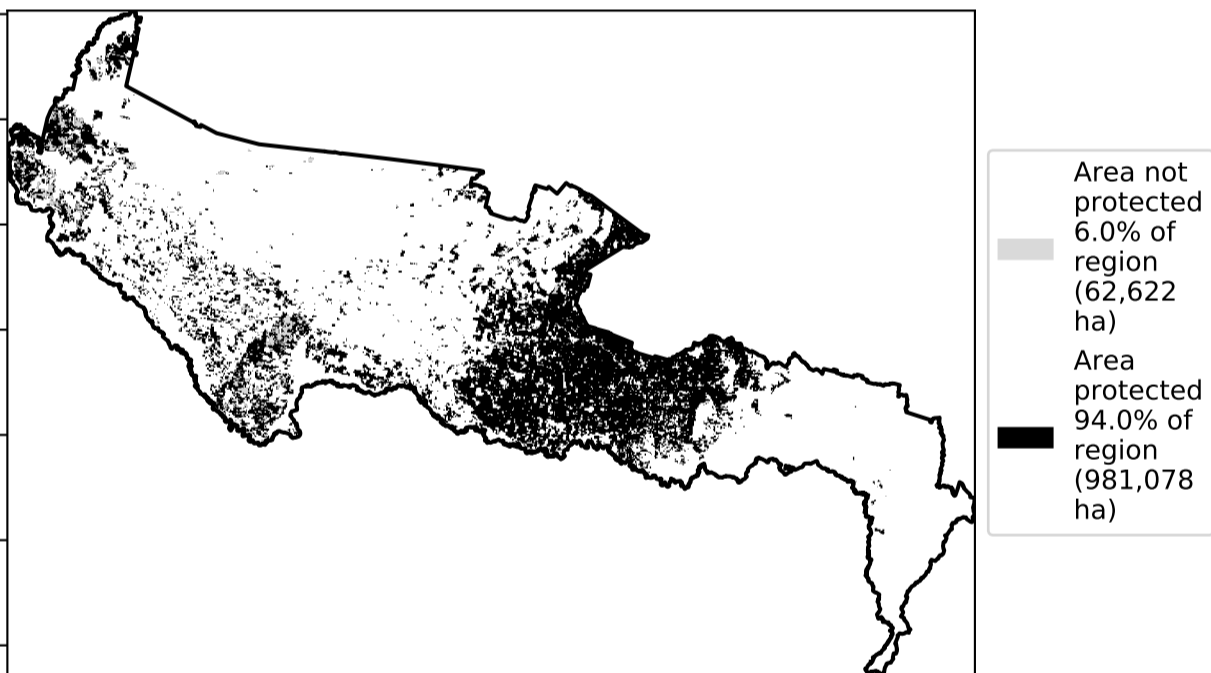 Area not
protected
6.0% of
region
(62,622
ha)
Area
protected
94.0% of
region
(981,078
ha)